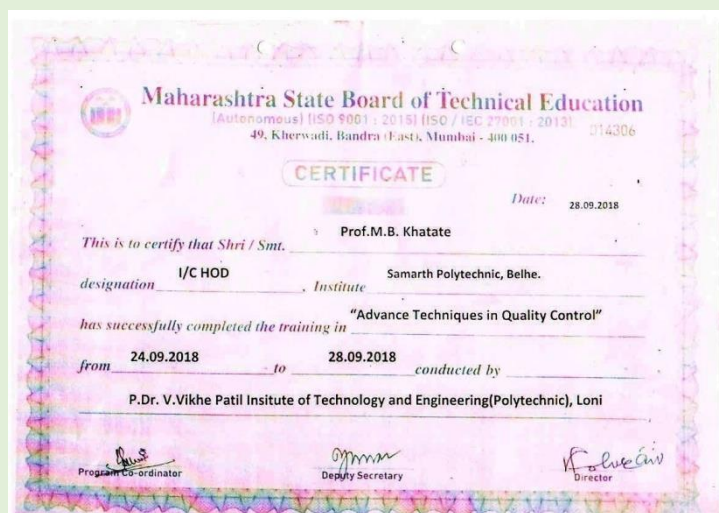 Maharashtra State Board of Technical Education
(Autonomous) (ISO 9001 : 2015) (ISO / IEC 27001 : 2013)
014306
49, Kherwadi, Bandra (East), Mumbai - 400 051.
CERTIFICATE
Date: 28.09.2018
This is to certify that Shri / Smt. Prof.M.B. Khatate
designation I/C HOD , Institute Samarth Polytechnic, Belhe.
has successfully completed the training in "Advance Techniques in Quality Control"
from 24.09.2018 to 28.09.2018 conducted by
P.Dr. V.Vikhe Patil Insitute of Technology and Engineering(Polytechnic), Loni
Program Co-ordinator
Deputy Secretary
Director